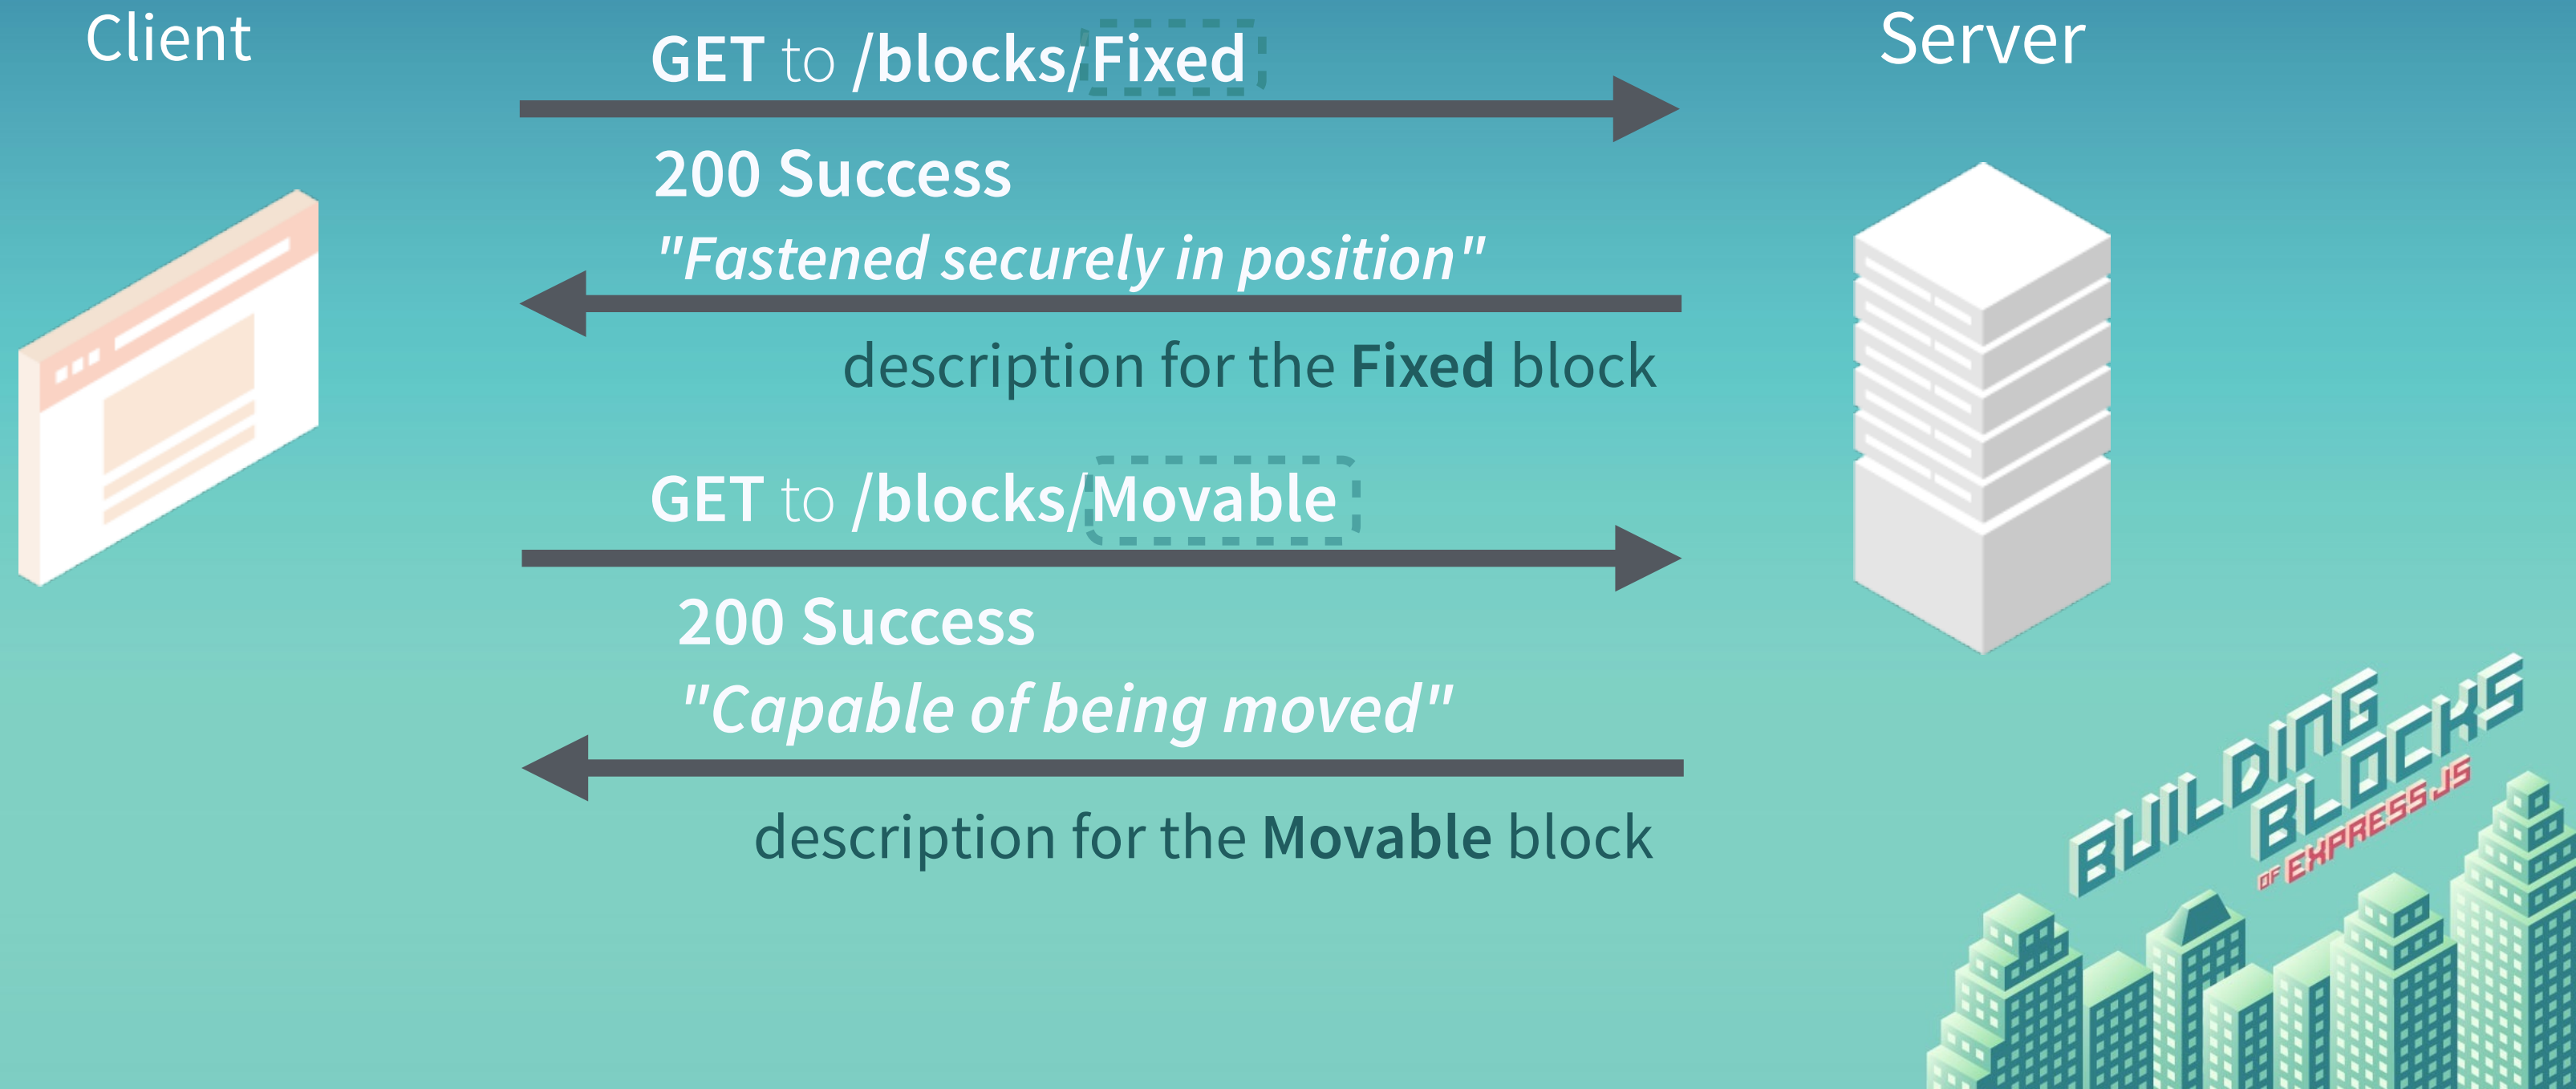 Client
Server
GET to /blocks/Fixed
200 Success
"Fastened securely in position"
description for the Fixed block
GET to /blocks/Movable
200 Success
"Capable of being moved"
description for the Movable block
BUILDING
BLOCKS
OF EXPRESS JS